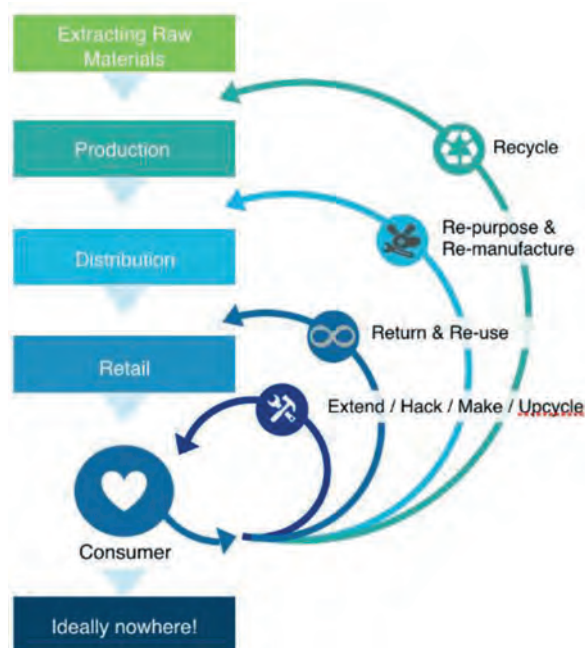 Extracting Raw
Materials
Production
Recycle
Re-purpose &
Re-manufacture
Distribution
Return & Re-use
Retail
Extend / Hack / Make / Upcycle
Consumer
Ideally nowhere!